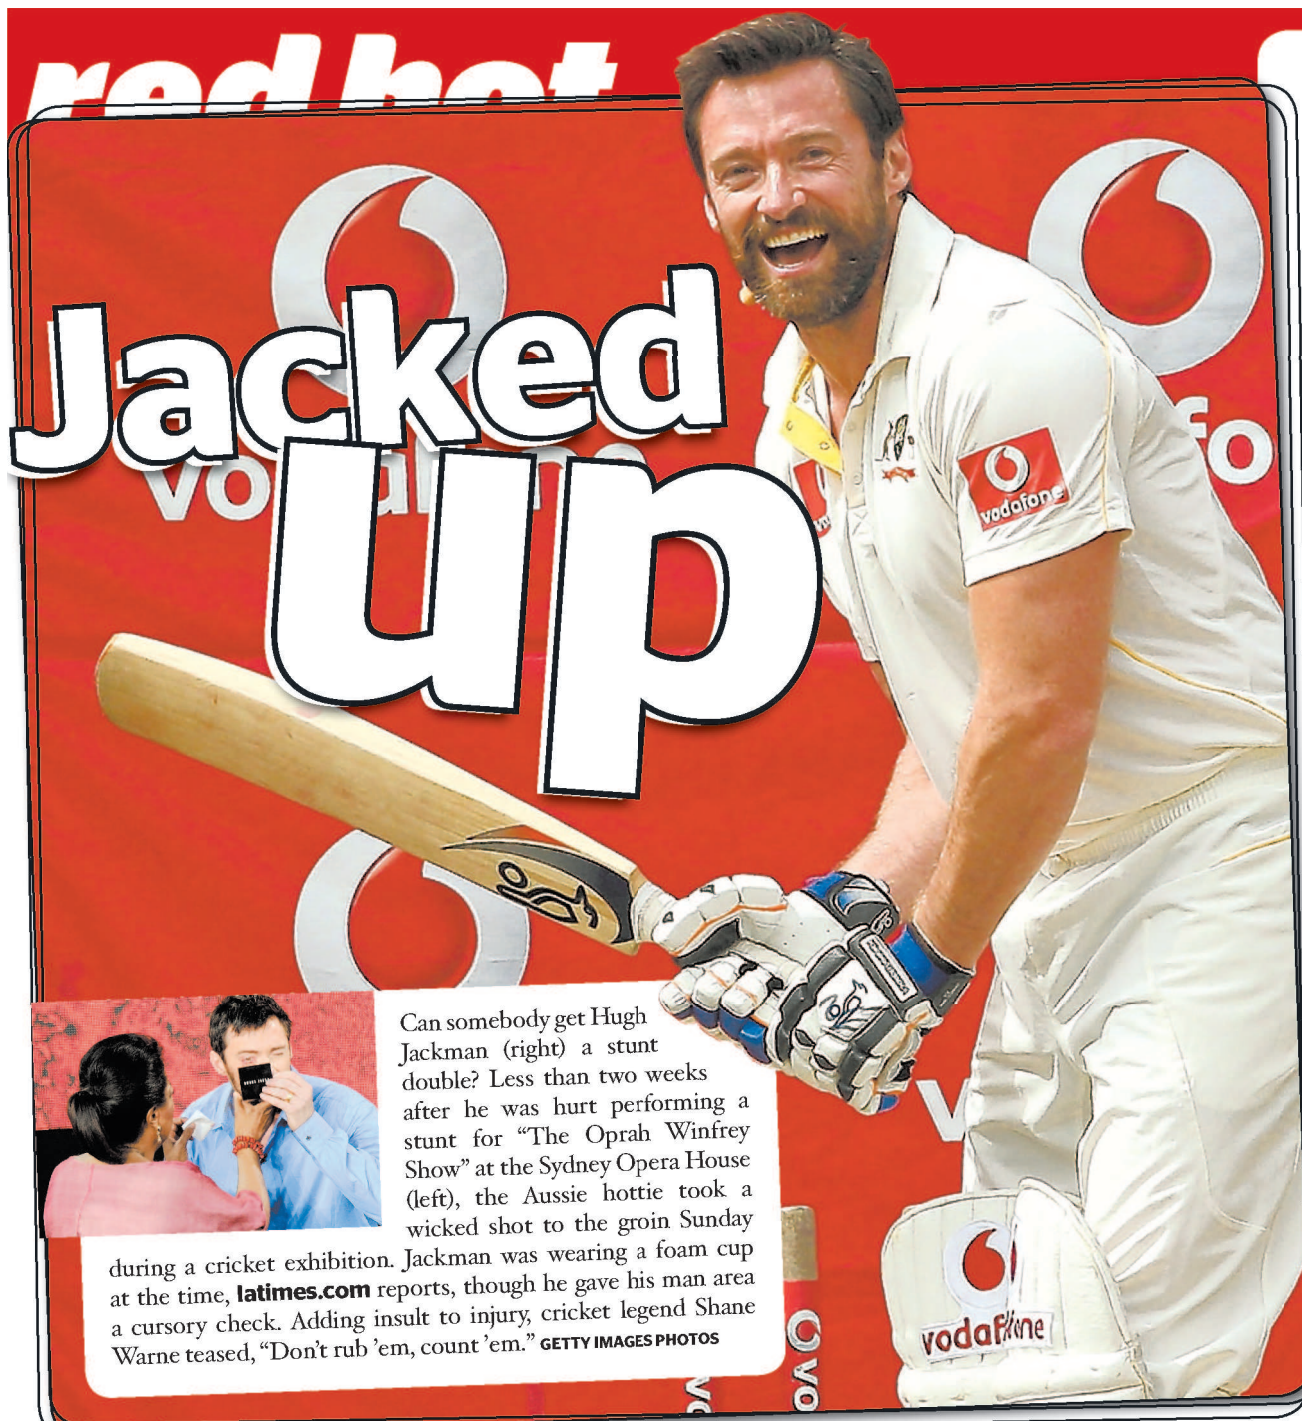 red hot
Jacked
up
vodafone
vodafone
Can somebody get Hugh
Jackman (right) a stunt
double? Less than two weeks
after he was hurt performing a
stunt for “The Oprah Winfrey
Show” at the Sydney Opera House
(left), the Aussie hottie took a
wicked shot to the groin Sunday
during a cricket exhibition. Jackman was wearing a foam cup
at the time, latimes.com reports, though he gave his man area
a cursory check. Adding insult to injury, cricket legend Shane
Warne teased, “Don’t rub ’em, count ’em.” GETTY IMAGES PHOTOS